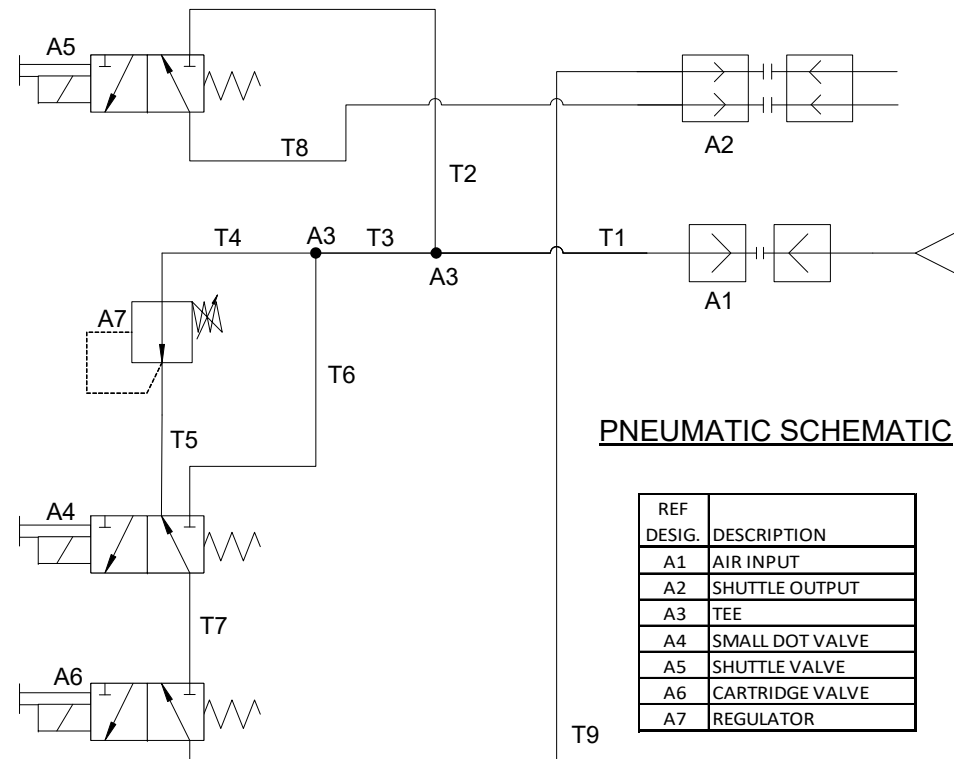 A5
A2
T8
T2
T4
A3
T3
T1
A3
A1
A7
T6
T5
PNEUMATIC SCHEMATIC
A4
REF
DESIG. DESCRIPTION
A1 AIR INPUT
A2 SHUTTLE OUTPUT
A3 TEE
A4 SMALL DOT VALVE
A5 SHUTTLE VALVE
A6 CARTRIDGE VALVE
A7 REGULATOR
T7
A6
T9